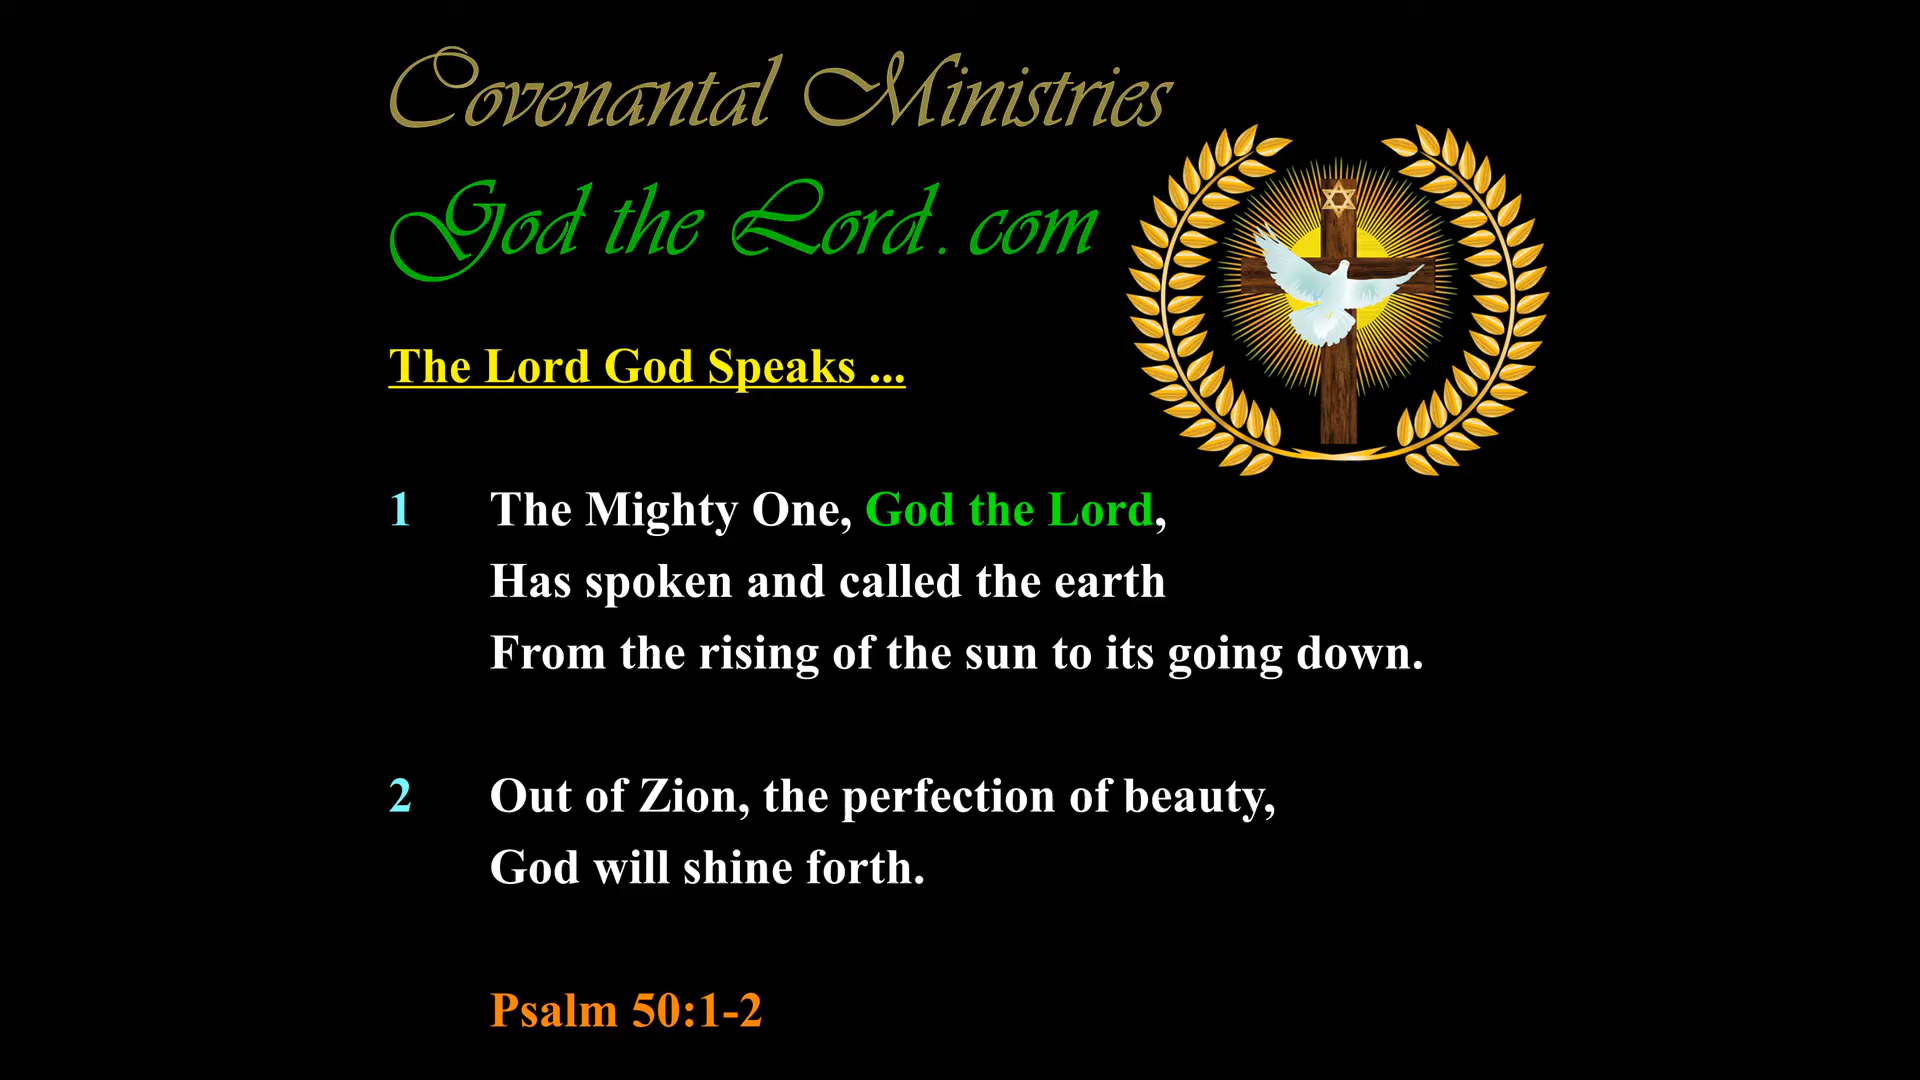 Covenantal Ministries
God the Lord.com
The Lord God Speaks ...
1 The Mighty One, God the Lord,
Has spoken and called the earth
From the rising of the sun to its going down.
2 Out of Zion, the perfection of beauty,
God will shine forth.
Psalm 50:1-2